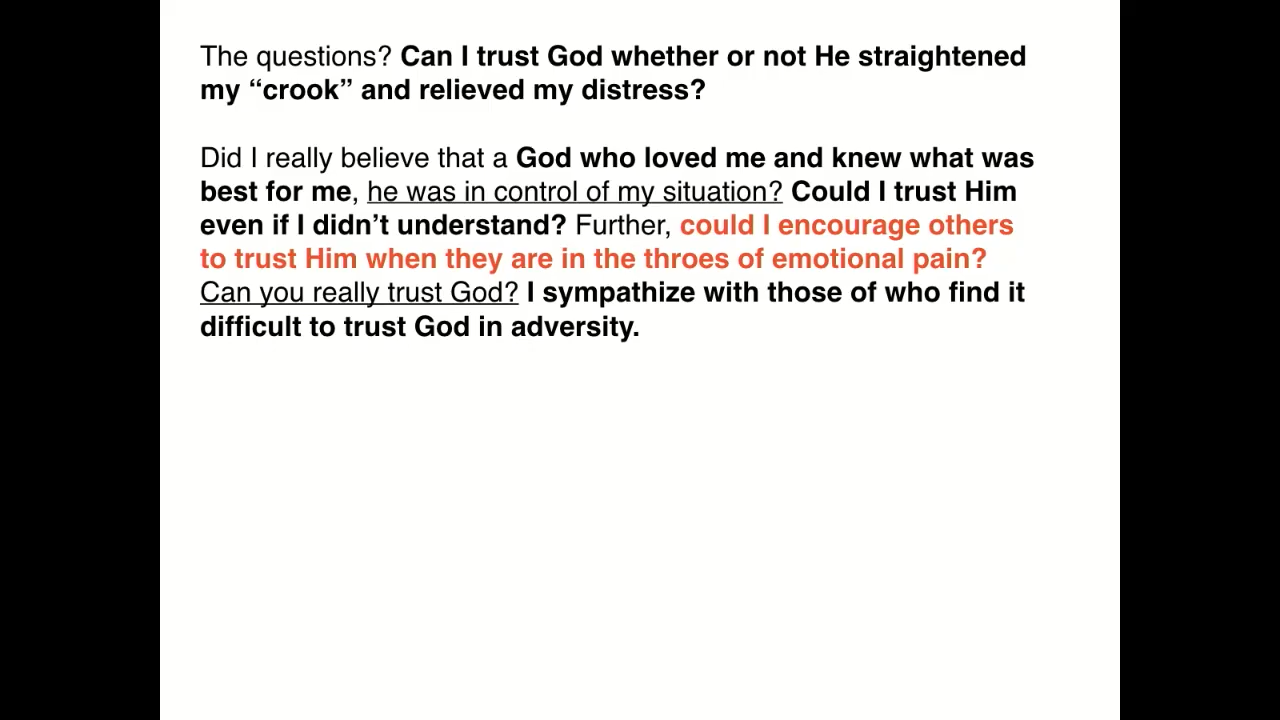 The questions? Can I trust God whether or not He straightened
my “crook” and relieved my distress?
Did I really believe that a God who loved me and knew what was
best for me, he was in control of my situation? Could I trust Him
even if I didn’t understand? Further, could I encourage others
to trust Him when they are in the throes of emotional pain?
Can you really trust God? I sympathize with those of who find it
difficult to trust God in adversity.